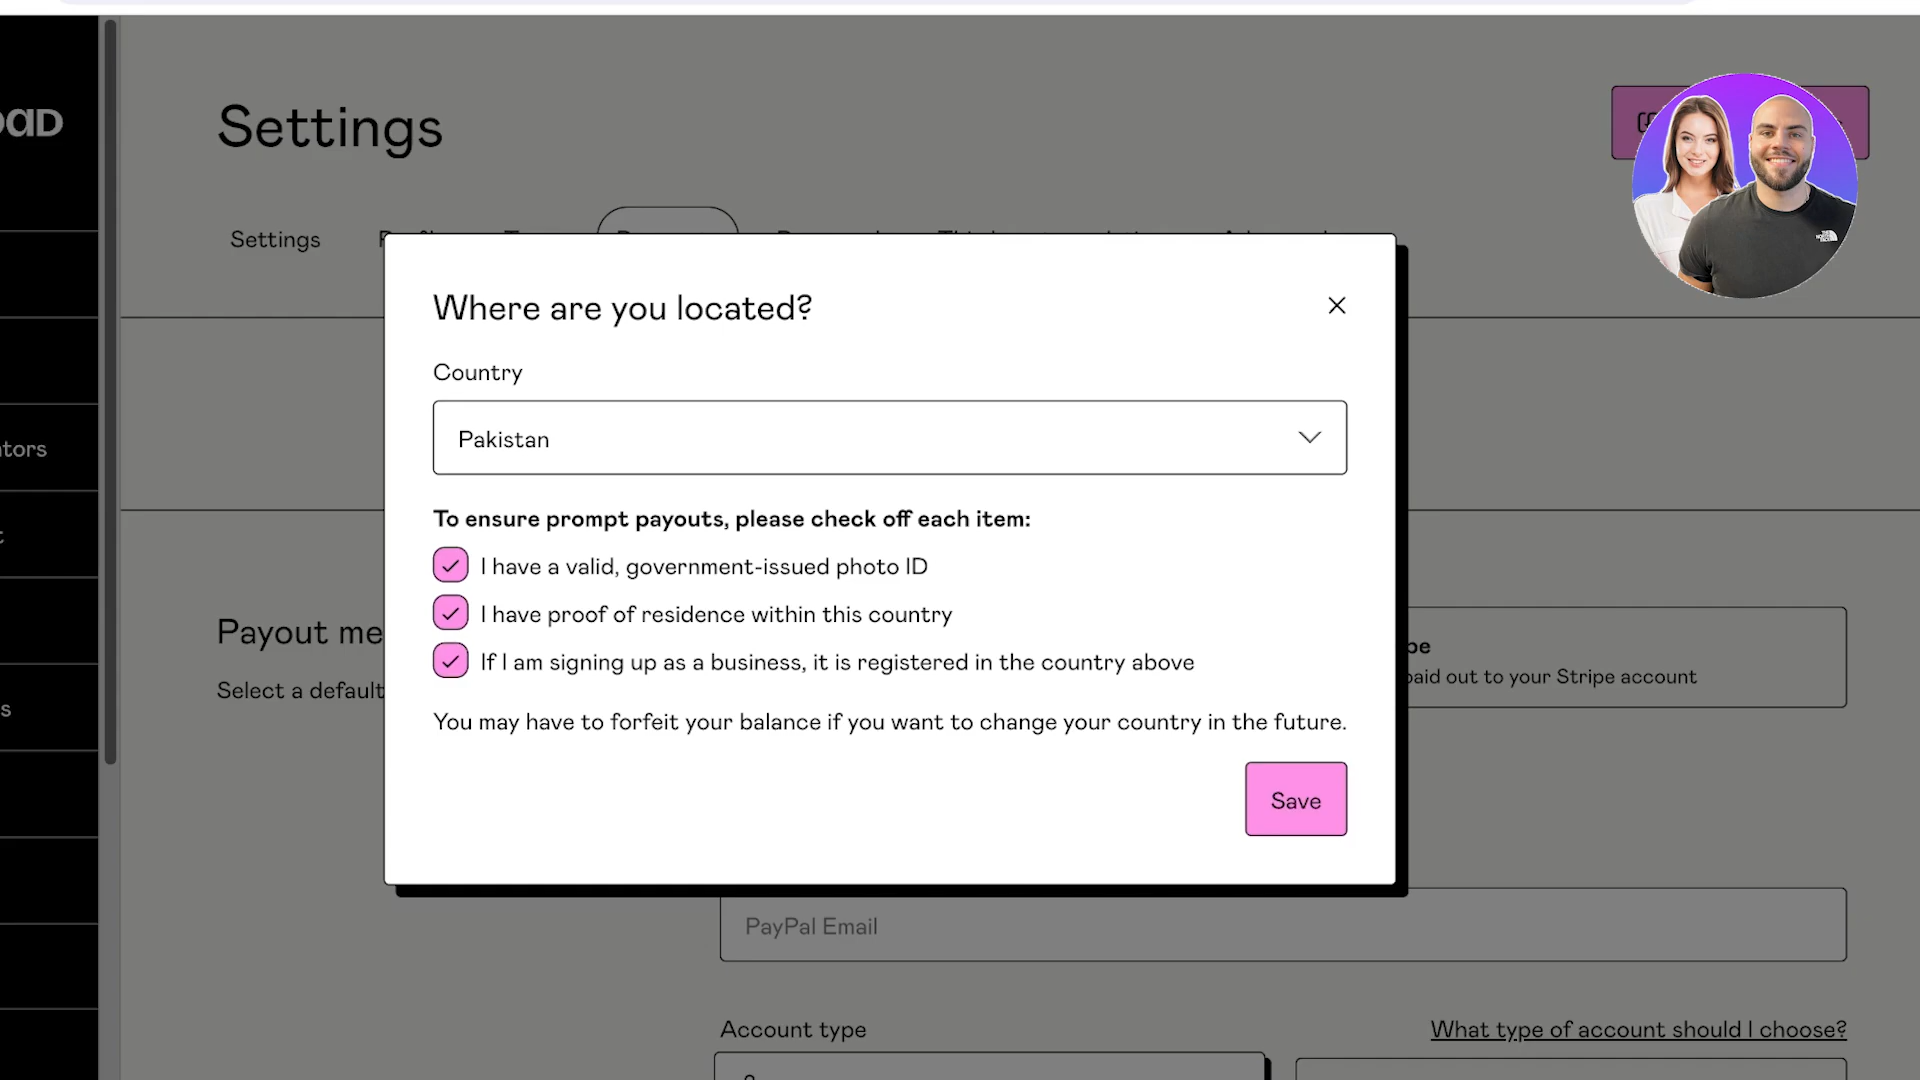 Settings
Settings
Where are you located?
Country
Pakistan
To ensure prompt payouts, please check off each item:
I have a valid, government-issued photo ID
I have proof of residence within this country
If I am signing up as a business, it is registered in the country above
You may have to forfeit your balance if you want to change your country in the future.
Save
Payout me
Select a default
paid out to your Stripe account
PayPal Email
Account type
What type of account should I choose?
THE NORTH FACE